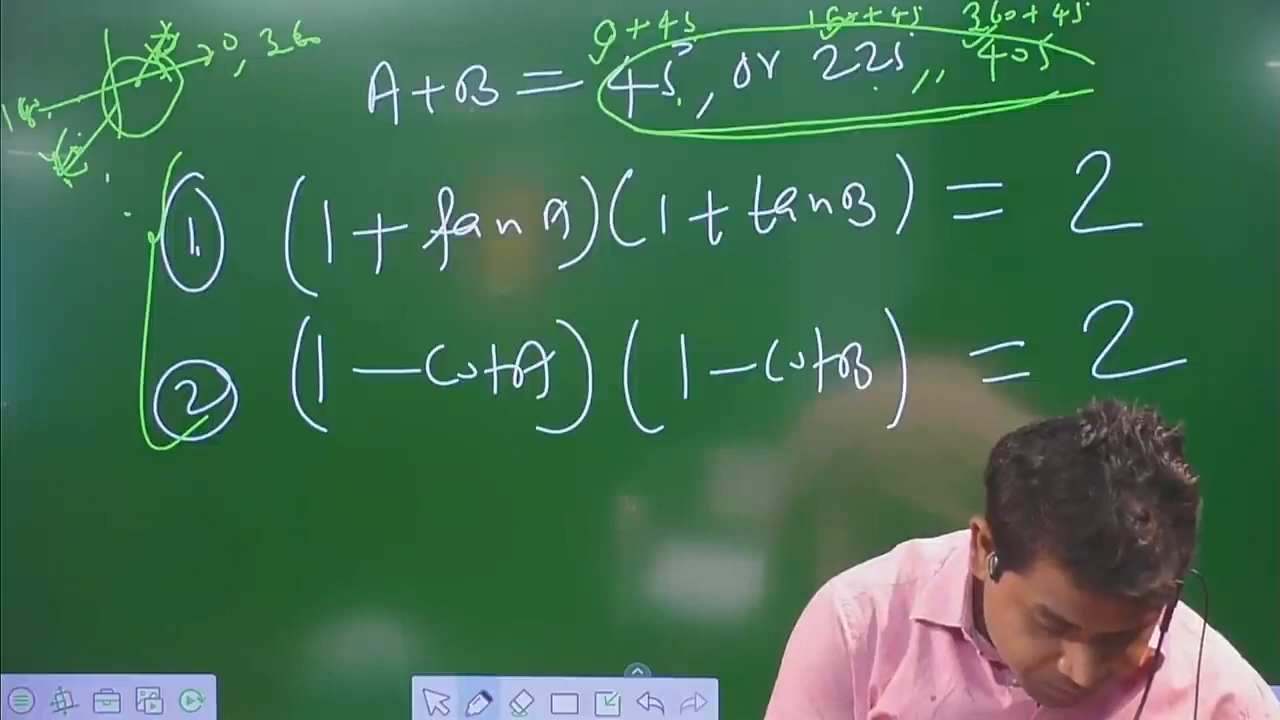 0+45 180+45 360+45
0, 360
A+B = 45°, or 225, , 405
180
① (1 + tanA)(1 + tanB) = 2
② (1 - cotA)(1 - cotB) = 2